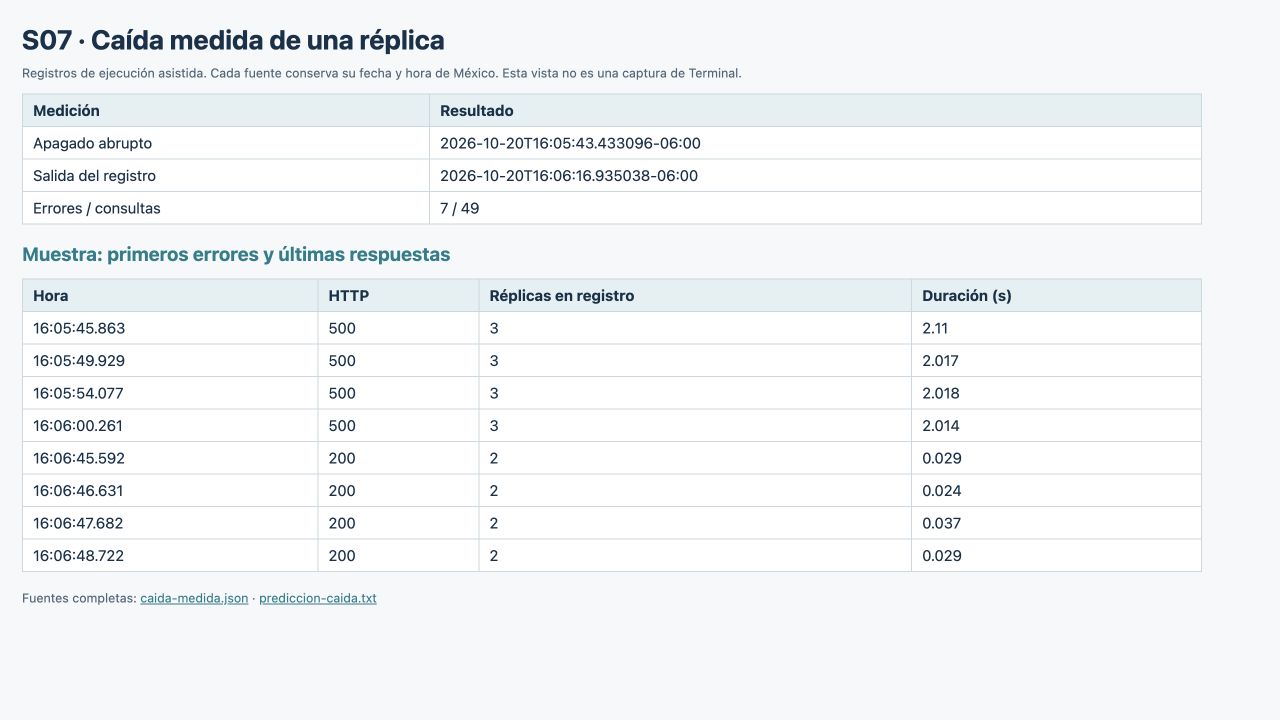 S07 · Caída medida de una réplica
Registros de ejecución asistida. Cada fuente conserva su fecha y hora de México. Esta vista no es una captura de Terminal.
Medición Resultado
Apagado abrupto 2026-10-20T16:05:43.433096-06:00
Salida del registro 2026-10-20T16:06:16.935038-06:00
Errores / consultas 7 / 49
Muestra: primeros errores y últimas respuestas
Hora HTTP Réplicas en registro Duración (s)
16:05:45.863 500 3 2.11
16:05:49.929 500 3 2.017
16:05:54.077 500 3 2.018
16:06:00.261 500 3 2.014
16:06:45.592 200 2 0.029
16:06:46.631 200 2 0.024
16:06:47.682 200 2 0.037
16:06:48.722 200 2 0.029
Fuentes completas: caida-medida.json · prediccion-caida.txt